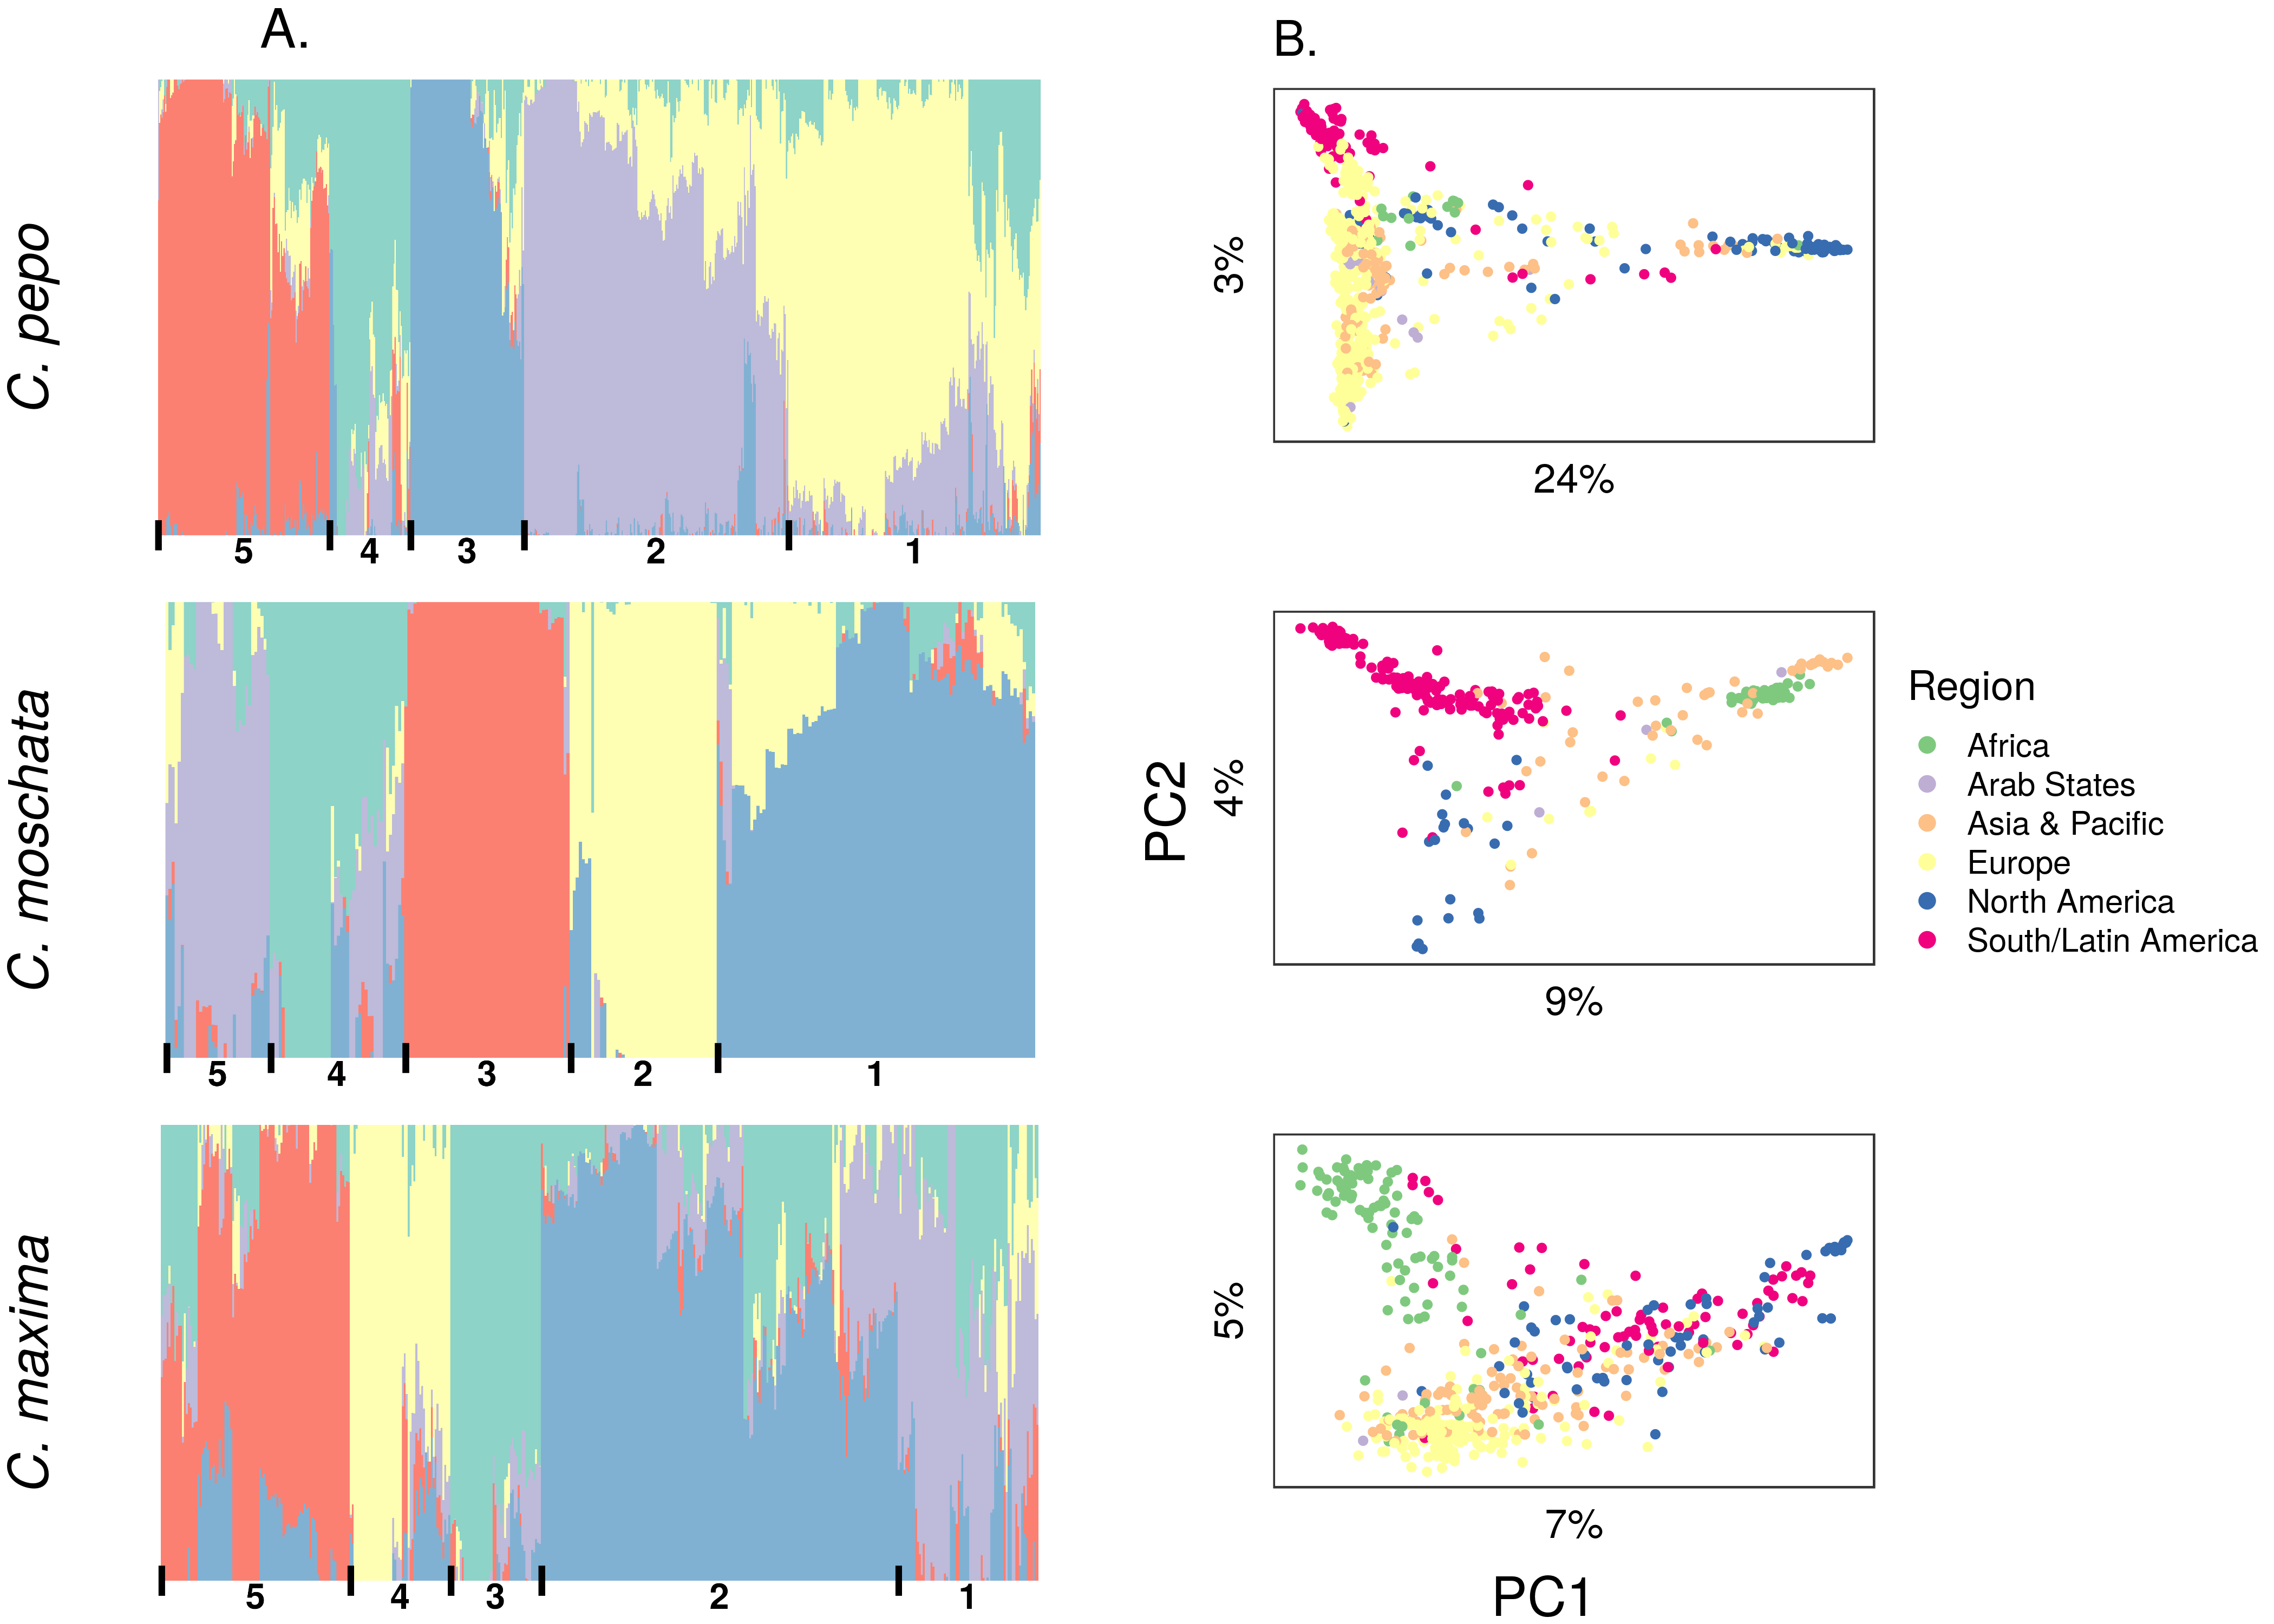 A.
B.
C. pepo
5 4 3 2 1
3%
24%
C. moschata
5 4 3 2 1
PC2
4%
9%
Region
Africa
Arab States
Asia & Pacific
Europe
North America
South/Latin America
C. maxima
5 4 3 2 1
5%
7%
PC1